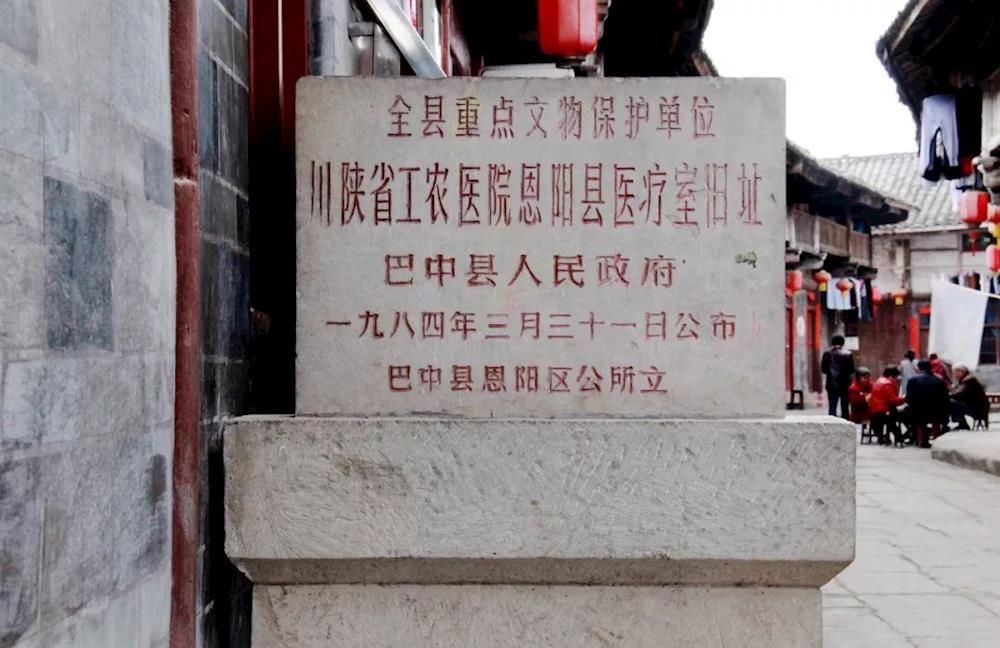 全县重点文物保护单位
川陕省工农医院恩阳县医疗室旧址
巴中县人民政府
一九八四年三月三十一日公布
巴中县恩阳区公所立